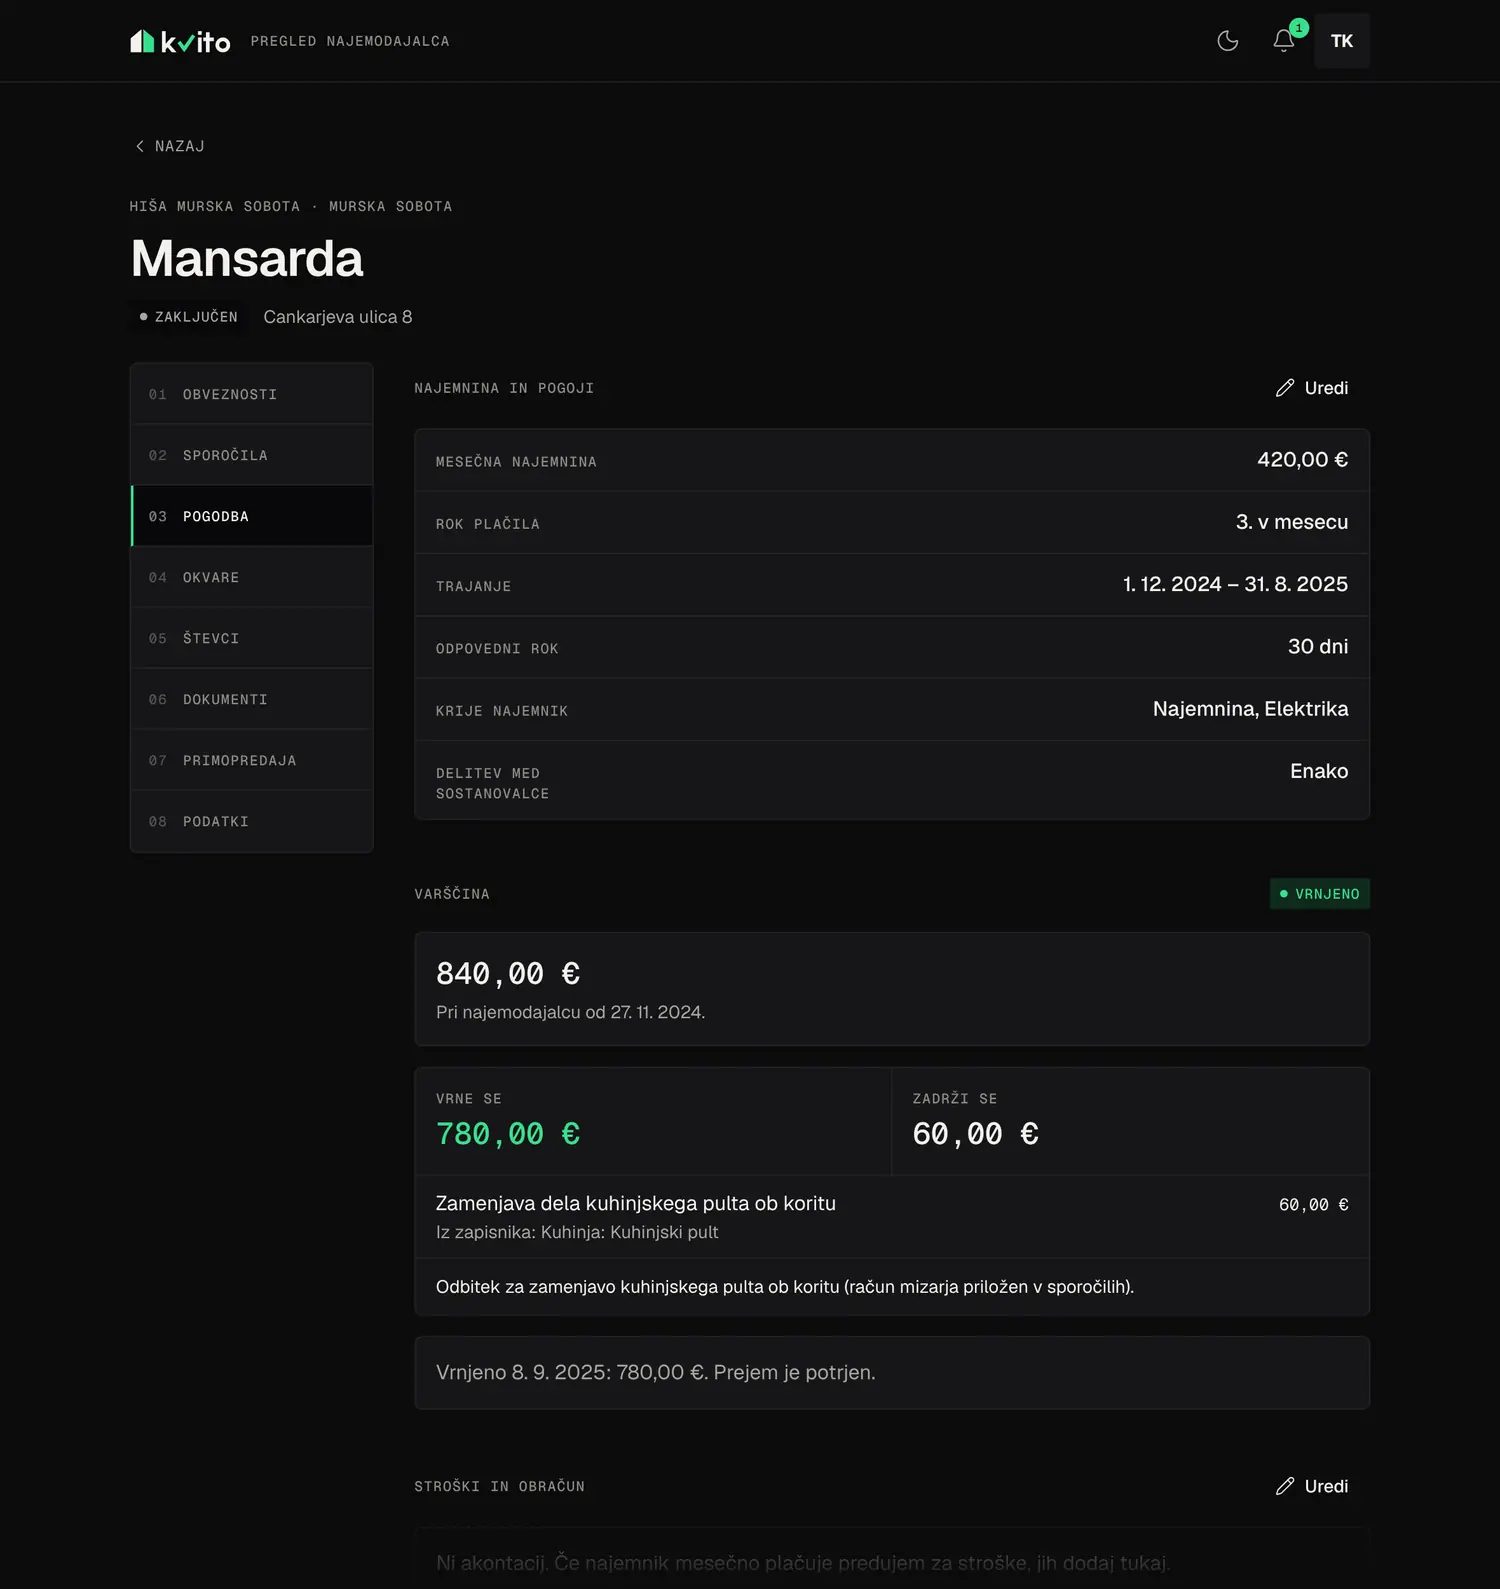 kvito PREGLED NAJEMODAJALCA
1
TK
NAZAJ
HIŠA MURSKA SOBOTA · MURSKA SOBOTA
Mansarda
ZAKLJUČEN Cankarjeva ulica 8
01 OBVEZNOSTI
02 SPOROČILA
03 POGODBA
04 OKVARE
05 ŠTEVCI
06 DOKUMENTI
07 PRIMOPREDAJA
08 PODATKI
NAJEMNINA IN POGOJI Uredi
MESEČNA NAJEMNINA 420,00 €
ROK PLAČILA 3. v mesecu
TRAJANJE 1. 12. 2024 – 31. 8. 2025
ODPOVEDNI ROK 30 dni
KRIJE NAJEMNIK Najemnina, Elektrika
DELITEV MED
SOSTANOVALCE Enako
VARŠČINA VRNJENO
840,00 €
Pri najemodajalcu od 27. 11. 2024.
VRNE SE
780,00 €
ZADRŽI SE
60,00 €
Zamenjava dela kuhinjskega pulta ob koritu 60,00 €
Iz zapisnika: Kuhinja: Kuhinjski pult
Odbitek za zamenjavo kuhinjskega pulta ob koritu (račun mizarja priložen v sporočilih).
Vrnjeno 8. 9. 2025: 780,00 €. Prejem je potrjen.
STROŠKI IN OBRAČUN Uredi
Ni akontacij. Če najemnik mesečno plačuje predujem za stroške, jih dodaj tukaj.